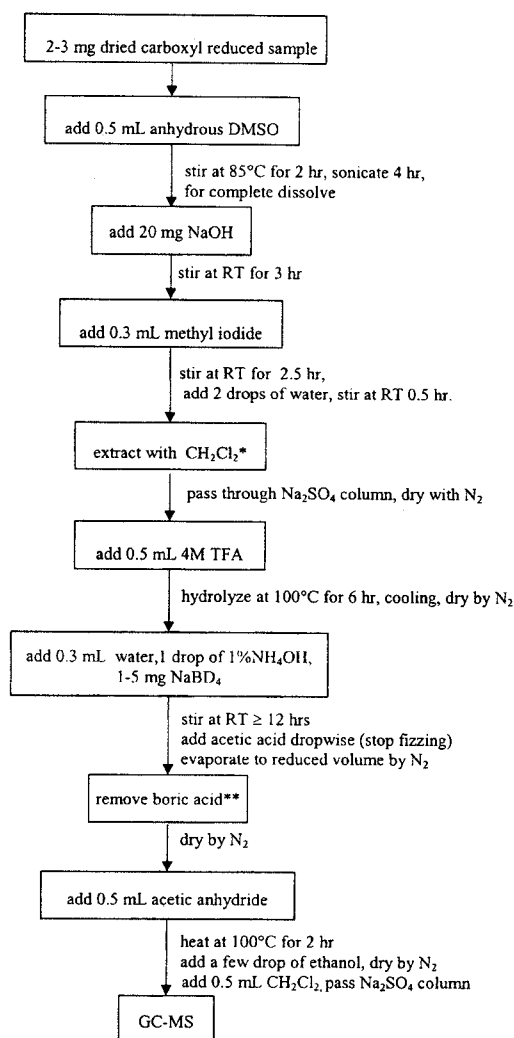 2-3 mg dried carboxyl reduced sample
add 0.5 mL anhydrous DMSO
stir at 85°C for 2 hr, sonicate 4 hr,
for complete dissolve
add 20 mg NaOH
stir at RT for 3 hr
add 0.3 mL methyl iodide
stir at RT for 2.5 hr,
add 2 drops of water, stir at RT 0.5 hr.
extract with CH₂Cl₂*
pass through Na₂SO₄ column, dry with N₂
add 0.5 mL 4M TFA
hydrolyze at 100°C for 6 hr, cooling, dry by N₂
add 0.3 mL water,1 drop of 1%NH₄OH,
1-5 mg NaBD₄
stir at RT ≥ 12 hrs
add acetic acid dropwise (stop fizzing)
evaporate to reduced volume by N₂
remove boric acid**
dry by N₂
add 0.5 mL acetic anhydride
heat at 100°C for 2 hr
add a few drop of ethanol, dry by N₂
add 0.5 mL CH₂Cl₂, pass Na₂SO₄ column
GC-MS